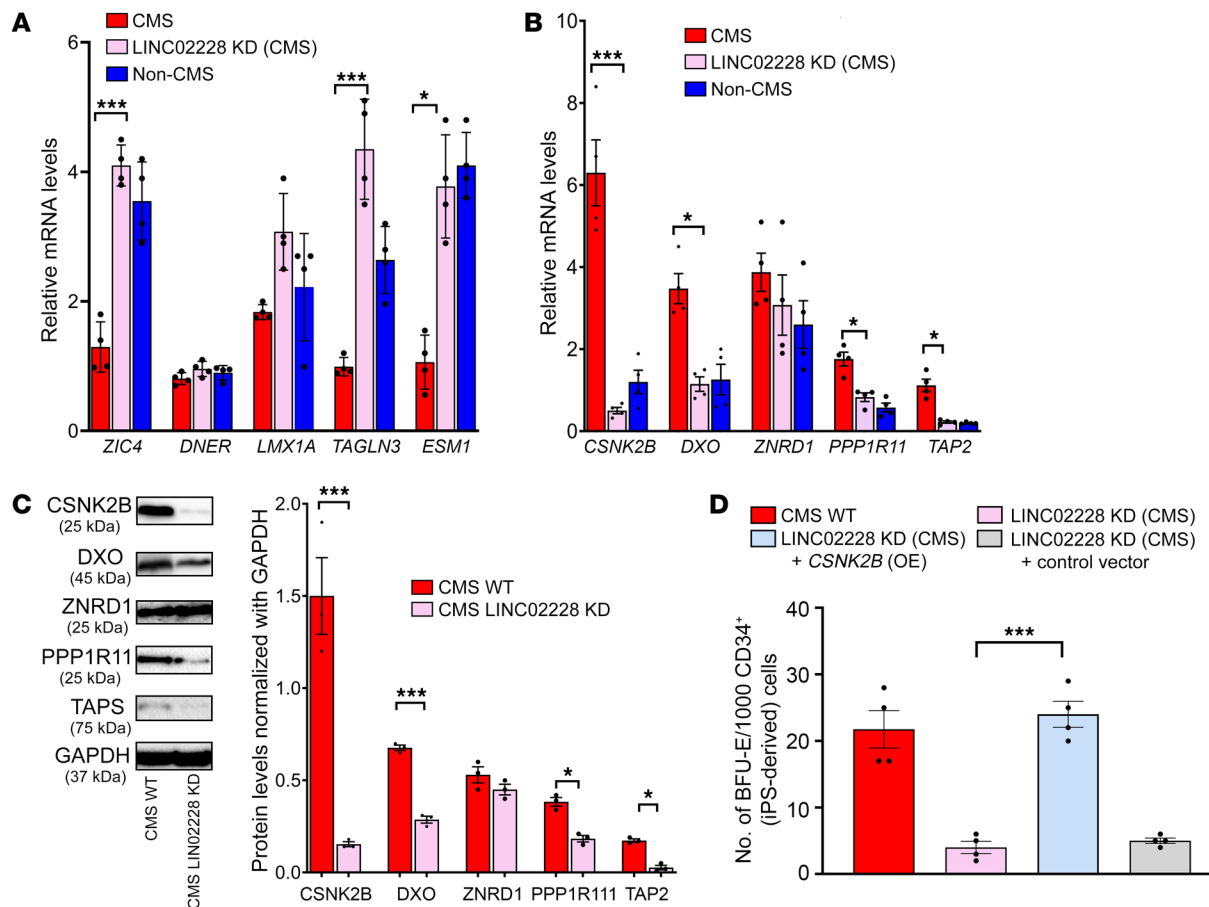 A
CMS
LINC02228 KD (CMS)
Non-CMS
Relative mRNA levels
6
4
2
0
***
***
*
ZIC4 DNER LMX1A TAGLN3 ESM1
B
CMS
LINC02228 KD (CMS)
Non-CMS
Relative mRNA levels
10
8
6
4
2
0
***
*
*
*
CSNK2B DXO ZNRD1 PPP1R11 TAP2
C
CSNK2B
(25 kDa)
DXO
(45 kDa)
ZNRD1
(25 kDa)
PPP1R11
(25 kDa)
TAPS
(75 kDa)
GAPDH
(37 kDa)
CMS WT
CMS LIN02228 KD
Protein levels normalized with GAPDH
2.0
1.5
1.0
0.5
0.0
***
***
*
*
CMS WT
CMS LINC02228 KD
CSNK2B DXO ZNRD1 PPP1R111 TAP2
D
CMS WT
LINC02228 KD (CMS)
+ CSNK2B (OE)
LINC02228 KD (CMS)
LINC02228 KD (CMS)
+ control vector
No. of BFU-E/1000 CD34⁺
(iPS-derived) cells
40
30
20
10
0
***